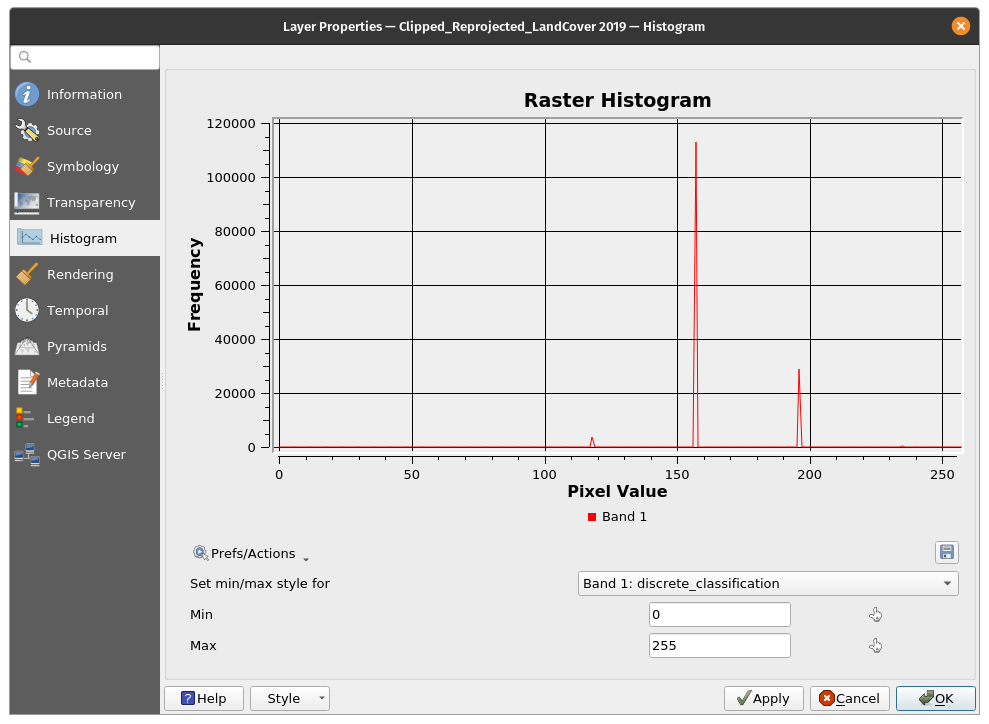 Layer Properties — Clipped_Reprojected_LandCover 2019 — Histogram
Information
Source
Symbology
Transparency
Histogram
Rendering
Temporal
Pyramids
Metadata
Legend
QGIS Server
Raster Histogram
120000
100000
80000
60000
40000
20000
0
Frequency
0 50 100 150 200 250
Pixel Value
Band 1
Prefs/Actions
Set min/max style for Band 1: discrete_classification
Min 0
Max 255
? Help Style Apply Cancel OK